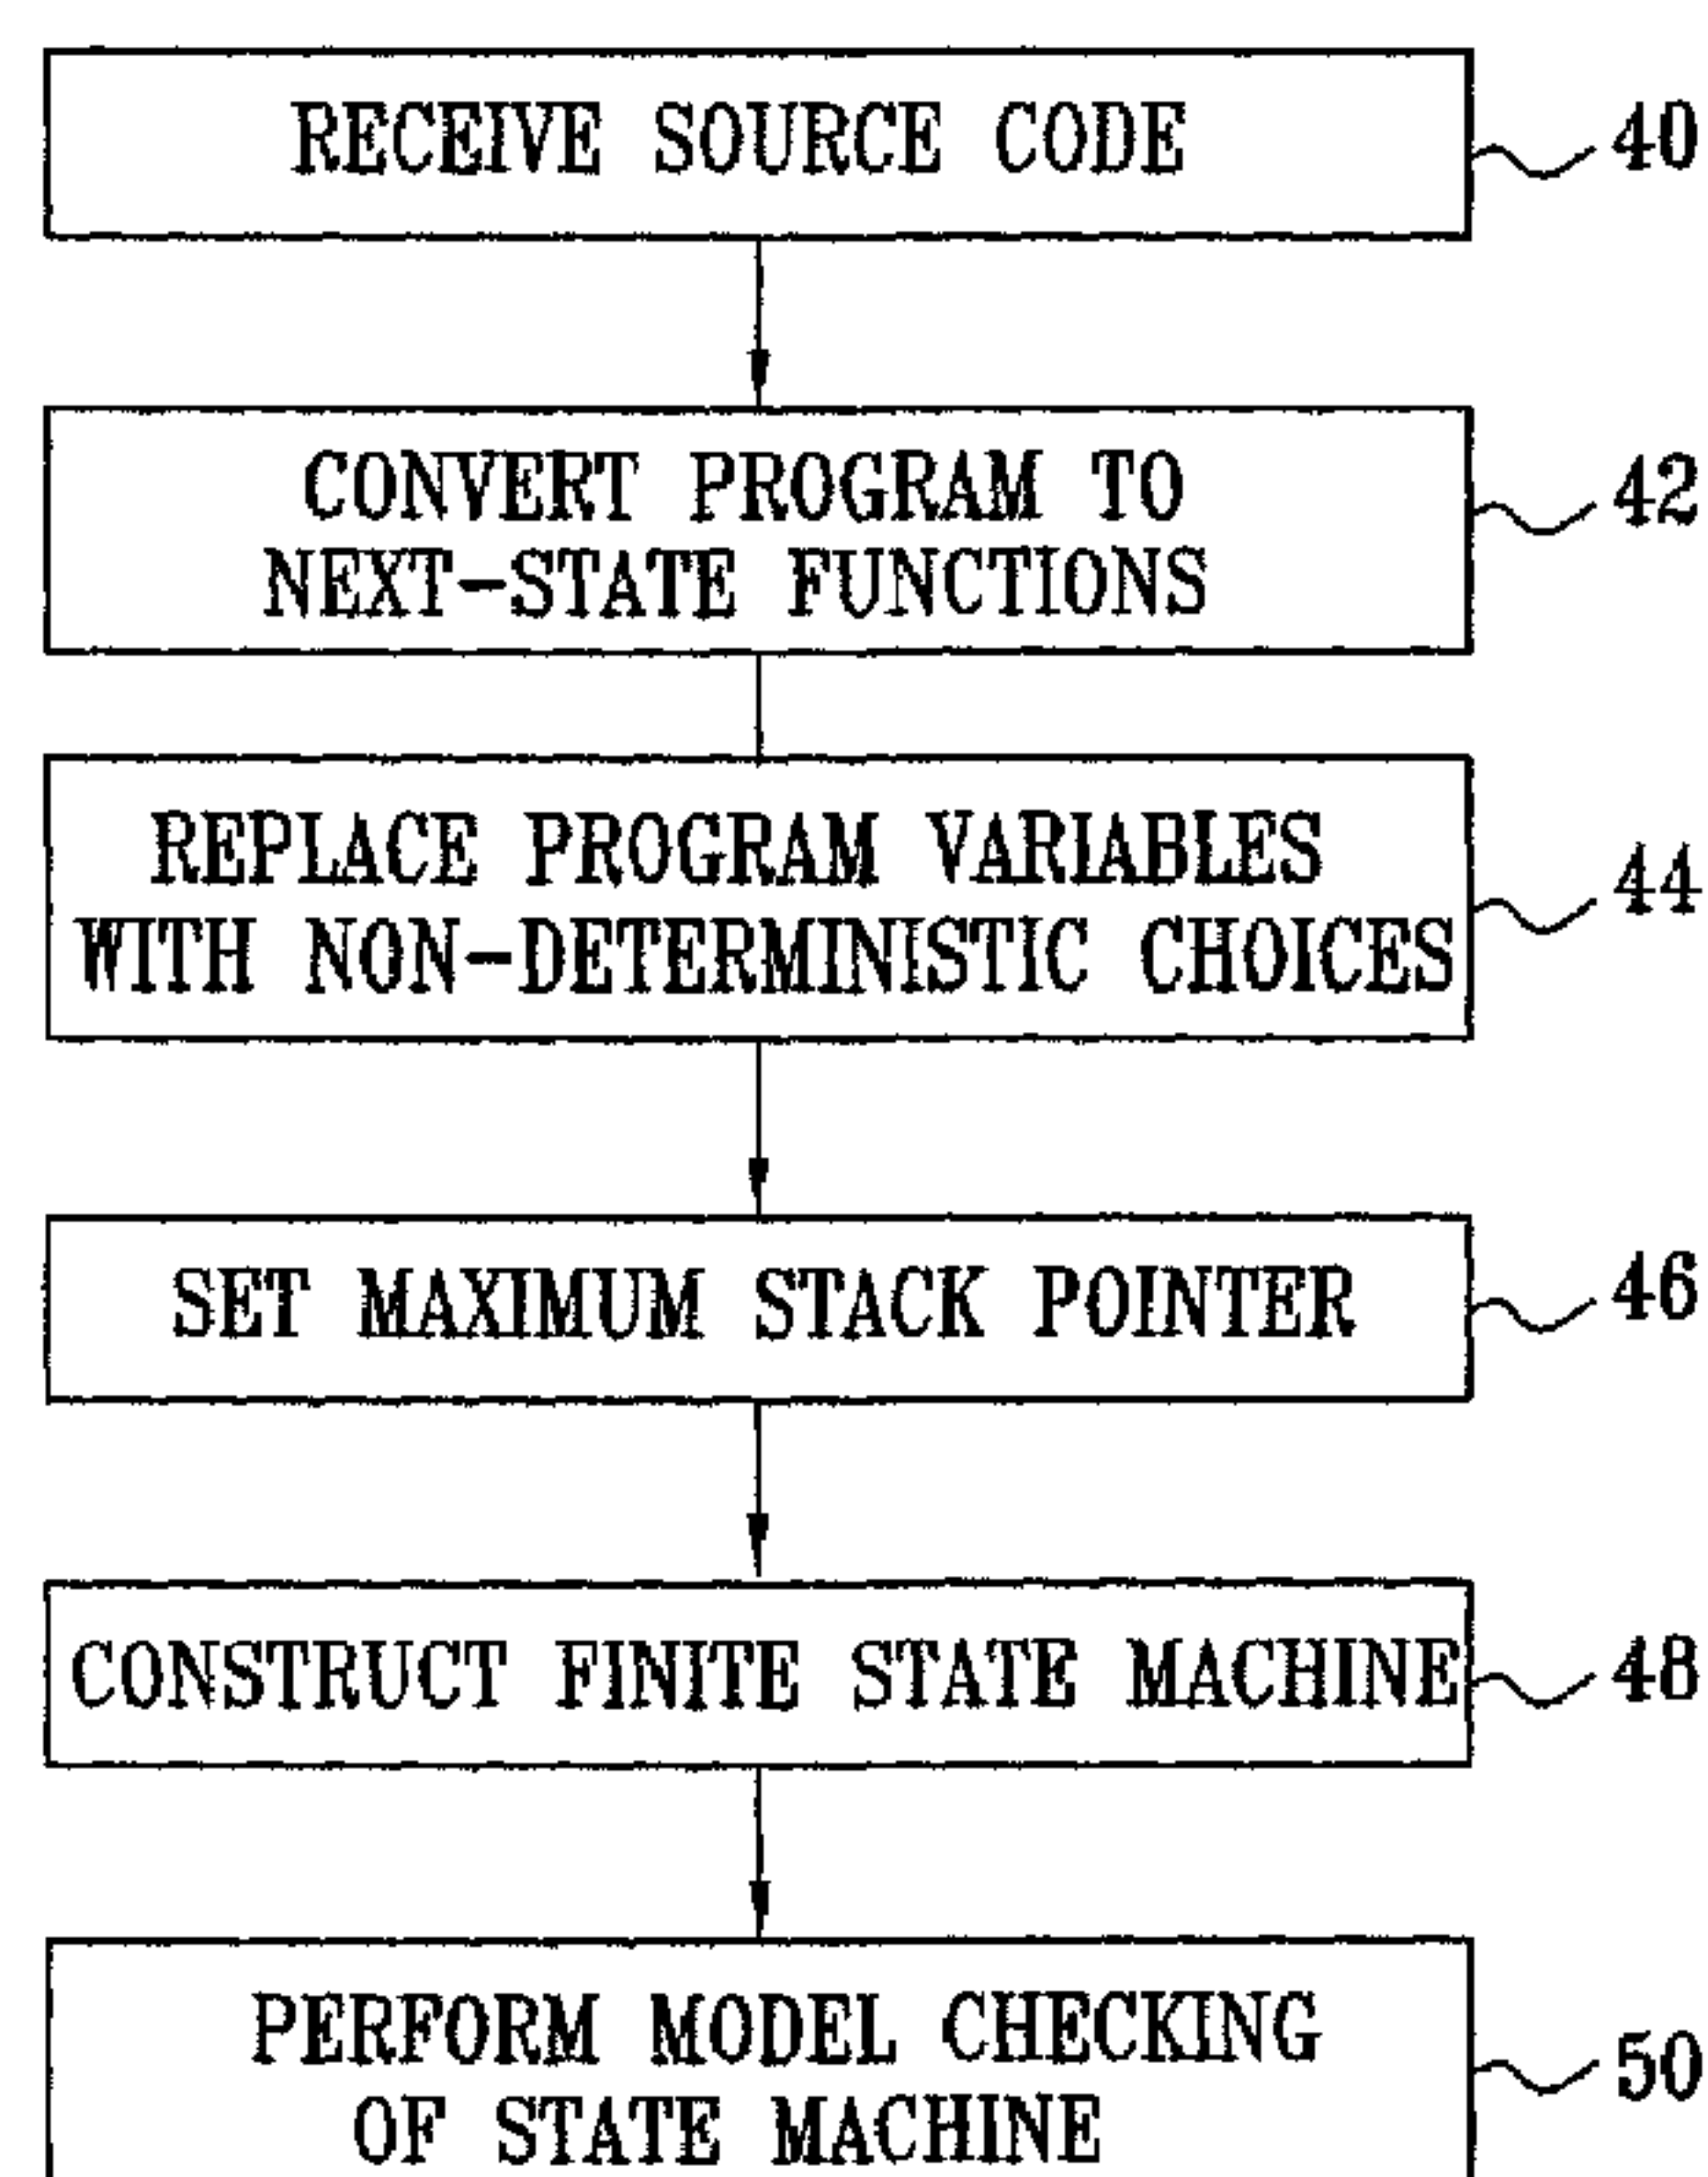 RECEIVE SOURCE CODE
40
CONVERT PROGRAM TO
NEXT-STATE FUNCTIONS
42
REPLACE PROGRAM VARIABLES
WITH NON-DETERMINISTIC CHOICES
44
SET MAXIMUM STACK POINTER
46
CONSTRUCT FINITE STATE MACHINE
48
PERFORM MODEL CHECKING
OF STATE MACHINE
50